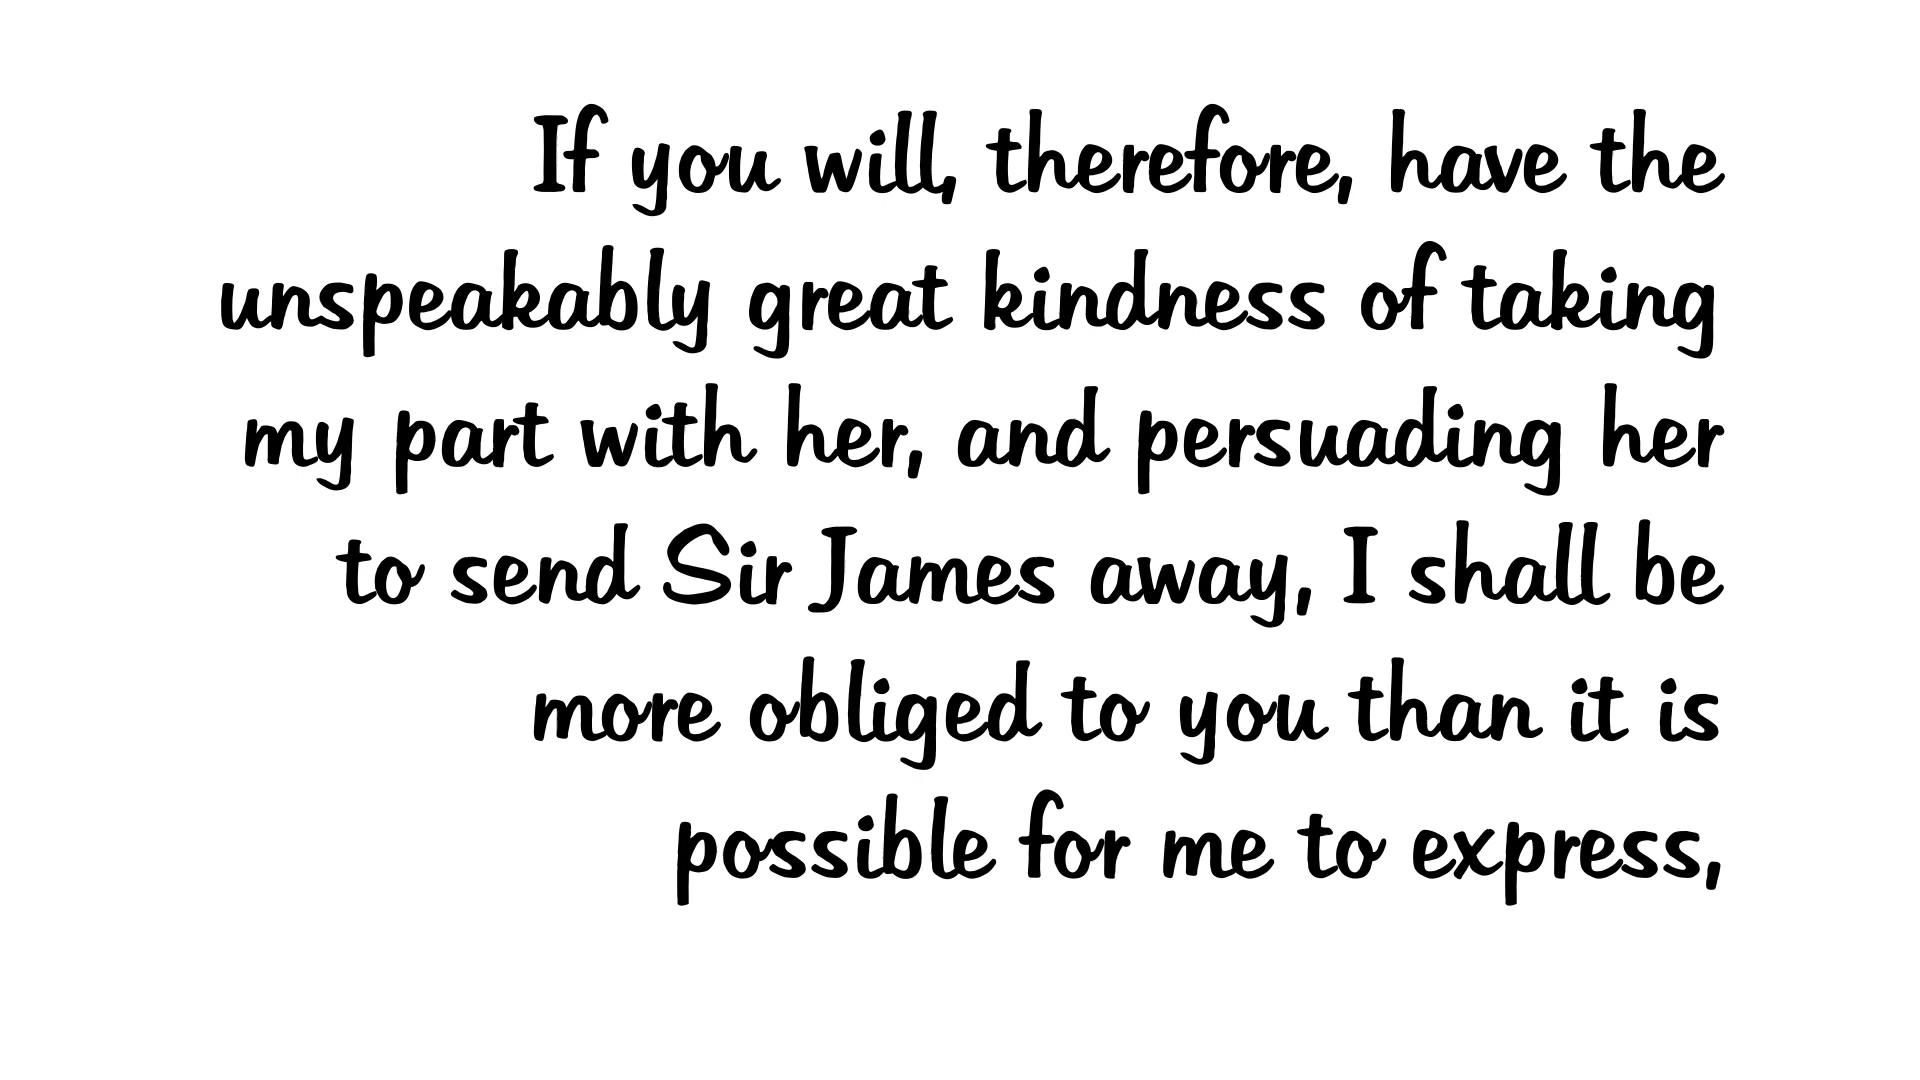 If you will, therefore, have the
unspeakably great kindness of taking
my part with her, and persuading her
to send Sir James away, I shall be
more obliged to you than it is
possible for me to express,